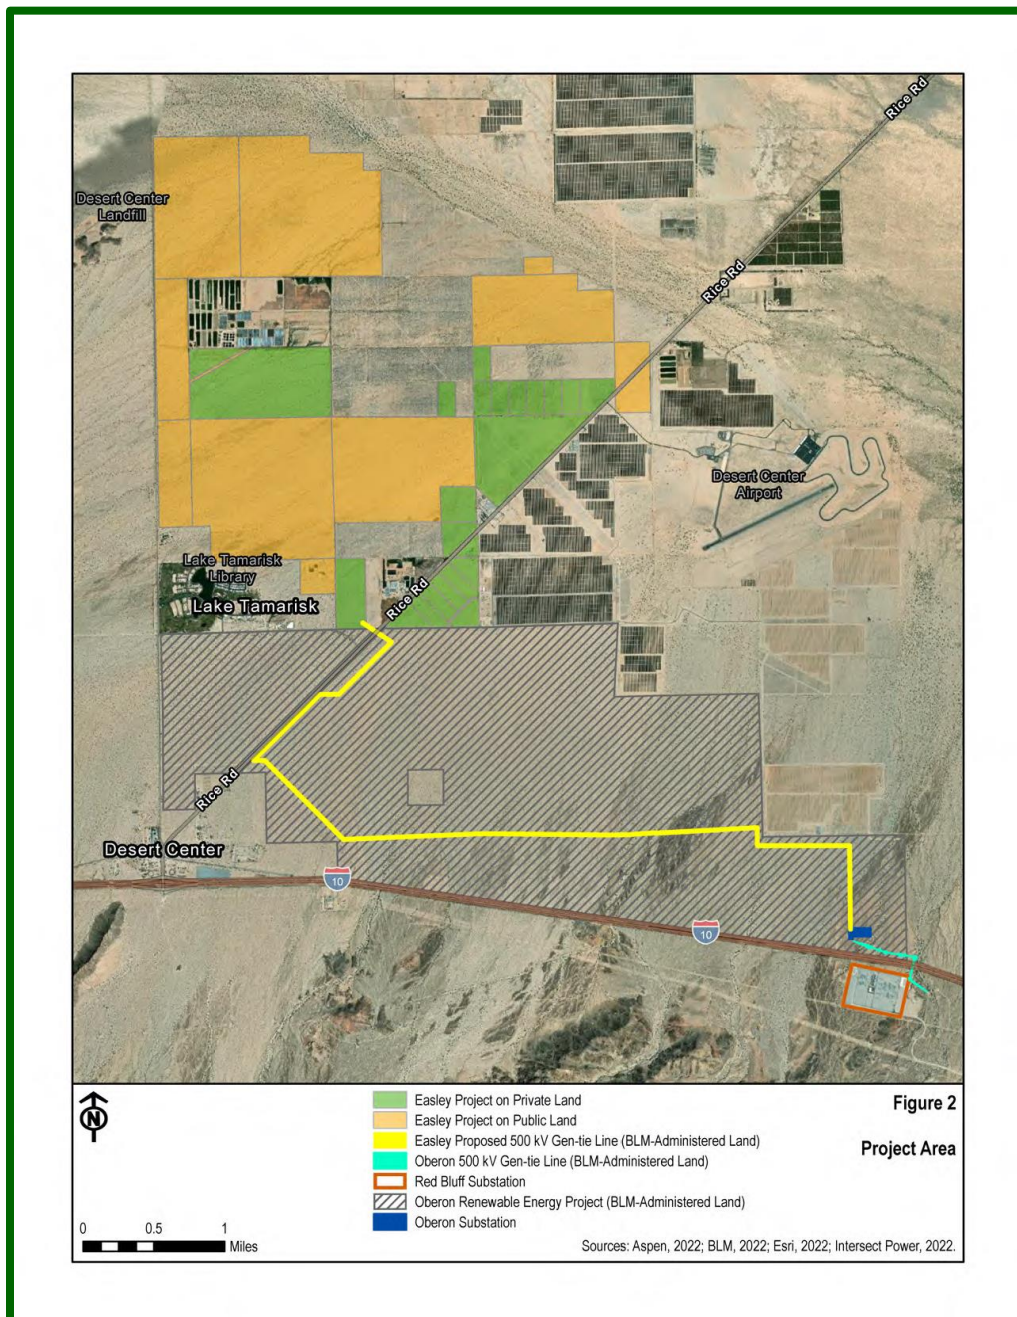 Rice Rd
Desert Center
Landfill
Rice Rd
Desert Center
Airport
Lake Tamarisk
Library
Lake Tamarisk
Rice Rd
Rice Rd
Desert Center
10
10
N
Figure 2
Project Area
Easley Project on Private Land
Easley Project on Public Land
Easley Proposed 500 kV Gen-tie Line (BLM-Administered Land)
Oberon 500 kV Gen-tie Line (BLM-Administered Land)
Red Bluff Substation
Oberon Renewable Energy Project (BLM-Administered Land)
Oberon Substation
0 0.5 1
Miles
Sources: Aspen, 2022; BLM, 2022; Esri, 2022; Intersect Power, 2022.